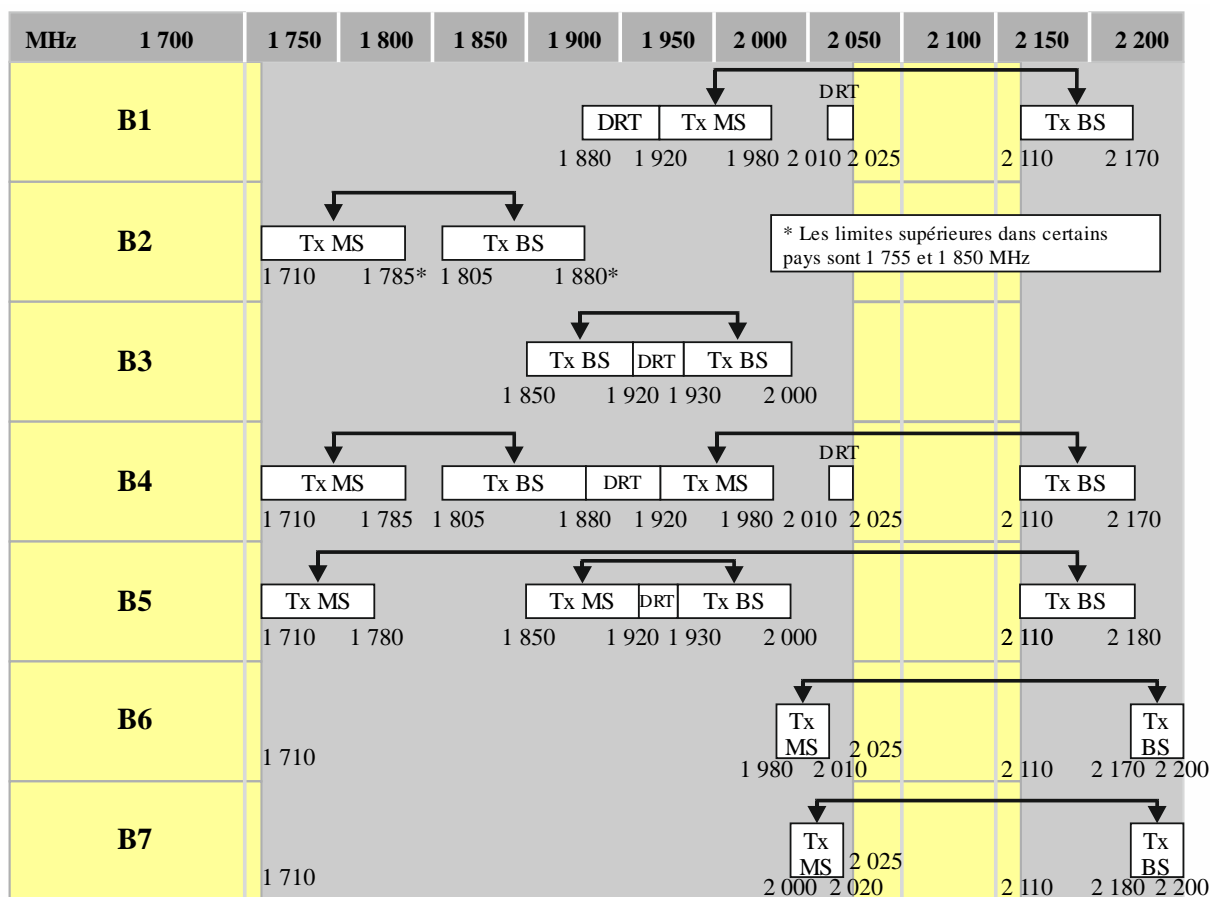 MHz 1 700 1 750 1 800 1 850 1 900 1 950 2 000 2 050 2 100 2 150 2 200
DRT
B1 DRT Tx MS Tx BS
1 880 1 920 1 980 2 010 2 025 2 110 2 170
B2 Tx MS Tx BS
1 710 1 785* 1 805 1 880*
* Les limites supérieures dans certains
pays sont 1 755 et 1 850 MHz
B3 Tx BS DRT Tx BS
1 850 1 920 1 930 2 000
DRT
B4 Tx MS Tx BS DRT Tx MS Tx BS
1 710 1 785 1 805 1 880 1 920 1 980 2 010 2 025 2 110 2 170
B5 Tx MS Tx MS DRT Tx BS Tx BS
1 710 1 780 1 850 1 920 1 930 2 000 2 110 2 180
B6 Tx MS Tx BS
1 710 1 980 2 010 2 025 2 110 2 170 2 200
B7 Tx MS Tx BS
1 710 2 000 2 020 2 025 2 110 2 180 2 200